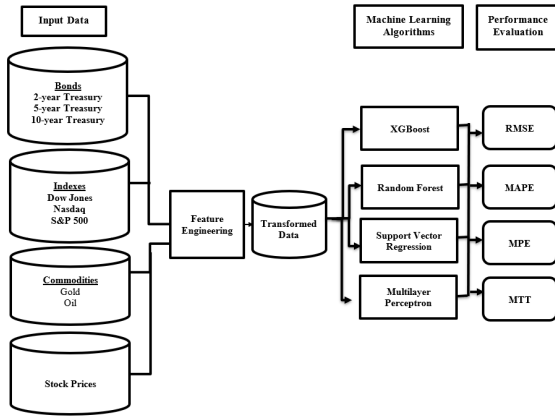 Input Data
Machine Learning
Algorithms
Performance
Evaluation
Bonds
2-year Treasury
5-year Treasury
10-year Treasury
Indexes
Dow Jones
Nasdaq
S&P 500
Commodities
Gold
Oil
Stock Prices
Feature
Engineering
Transformed
Data
XGBoost
Random Forest
Support Vector
Regression
Multilayer
Perceptron
RMSE
MAPE
MPE
MTT